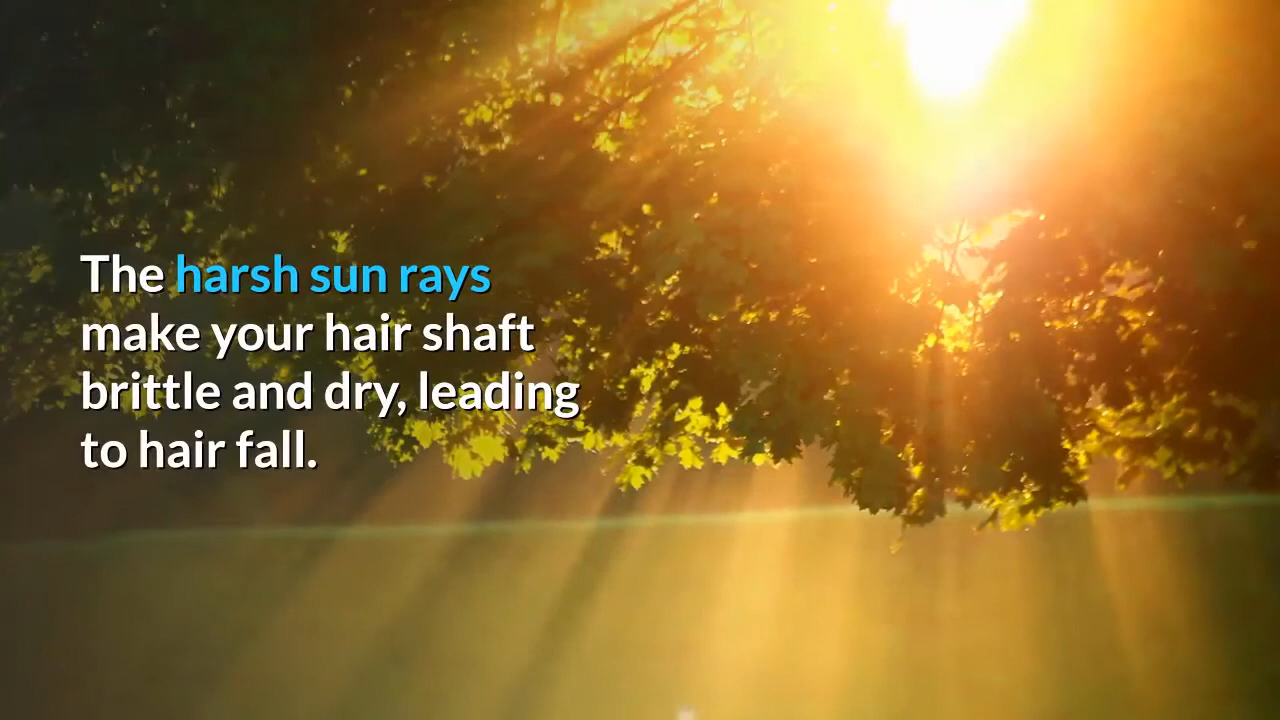 The harsh sun rays
make your hair shaft
brittle and dry, leading
to hair fall.